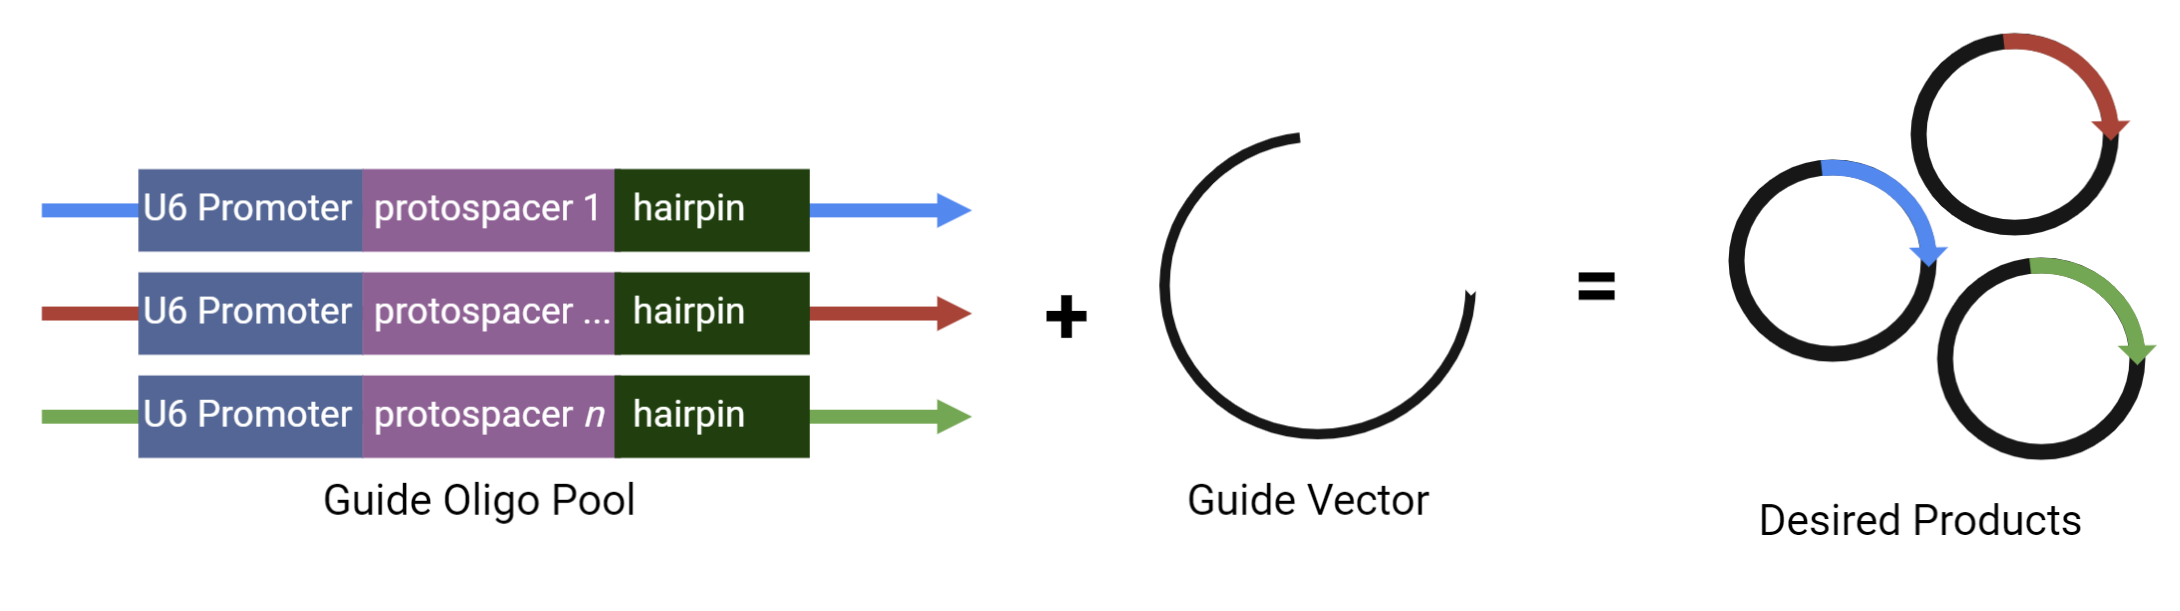 U6 Promoter protospacer 1 hairpin
U6 Promoter protospacer ... hairpin
U6 Promoter protospacer n hairpin
+
=
Guide Oligo Pool
Guide Vector
Desired Products